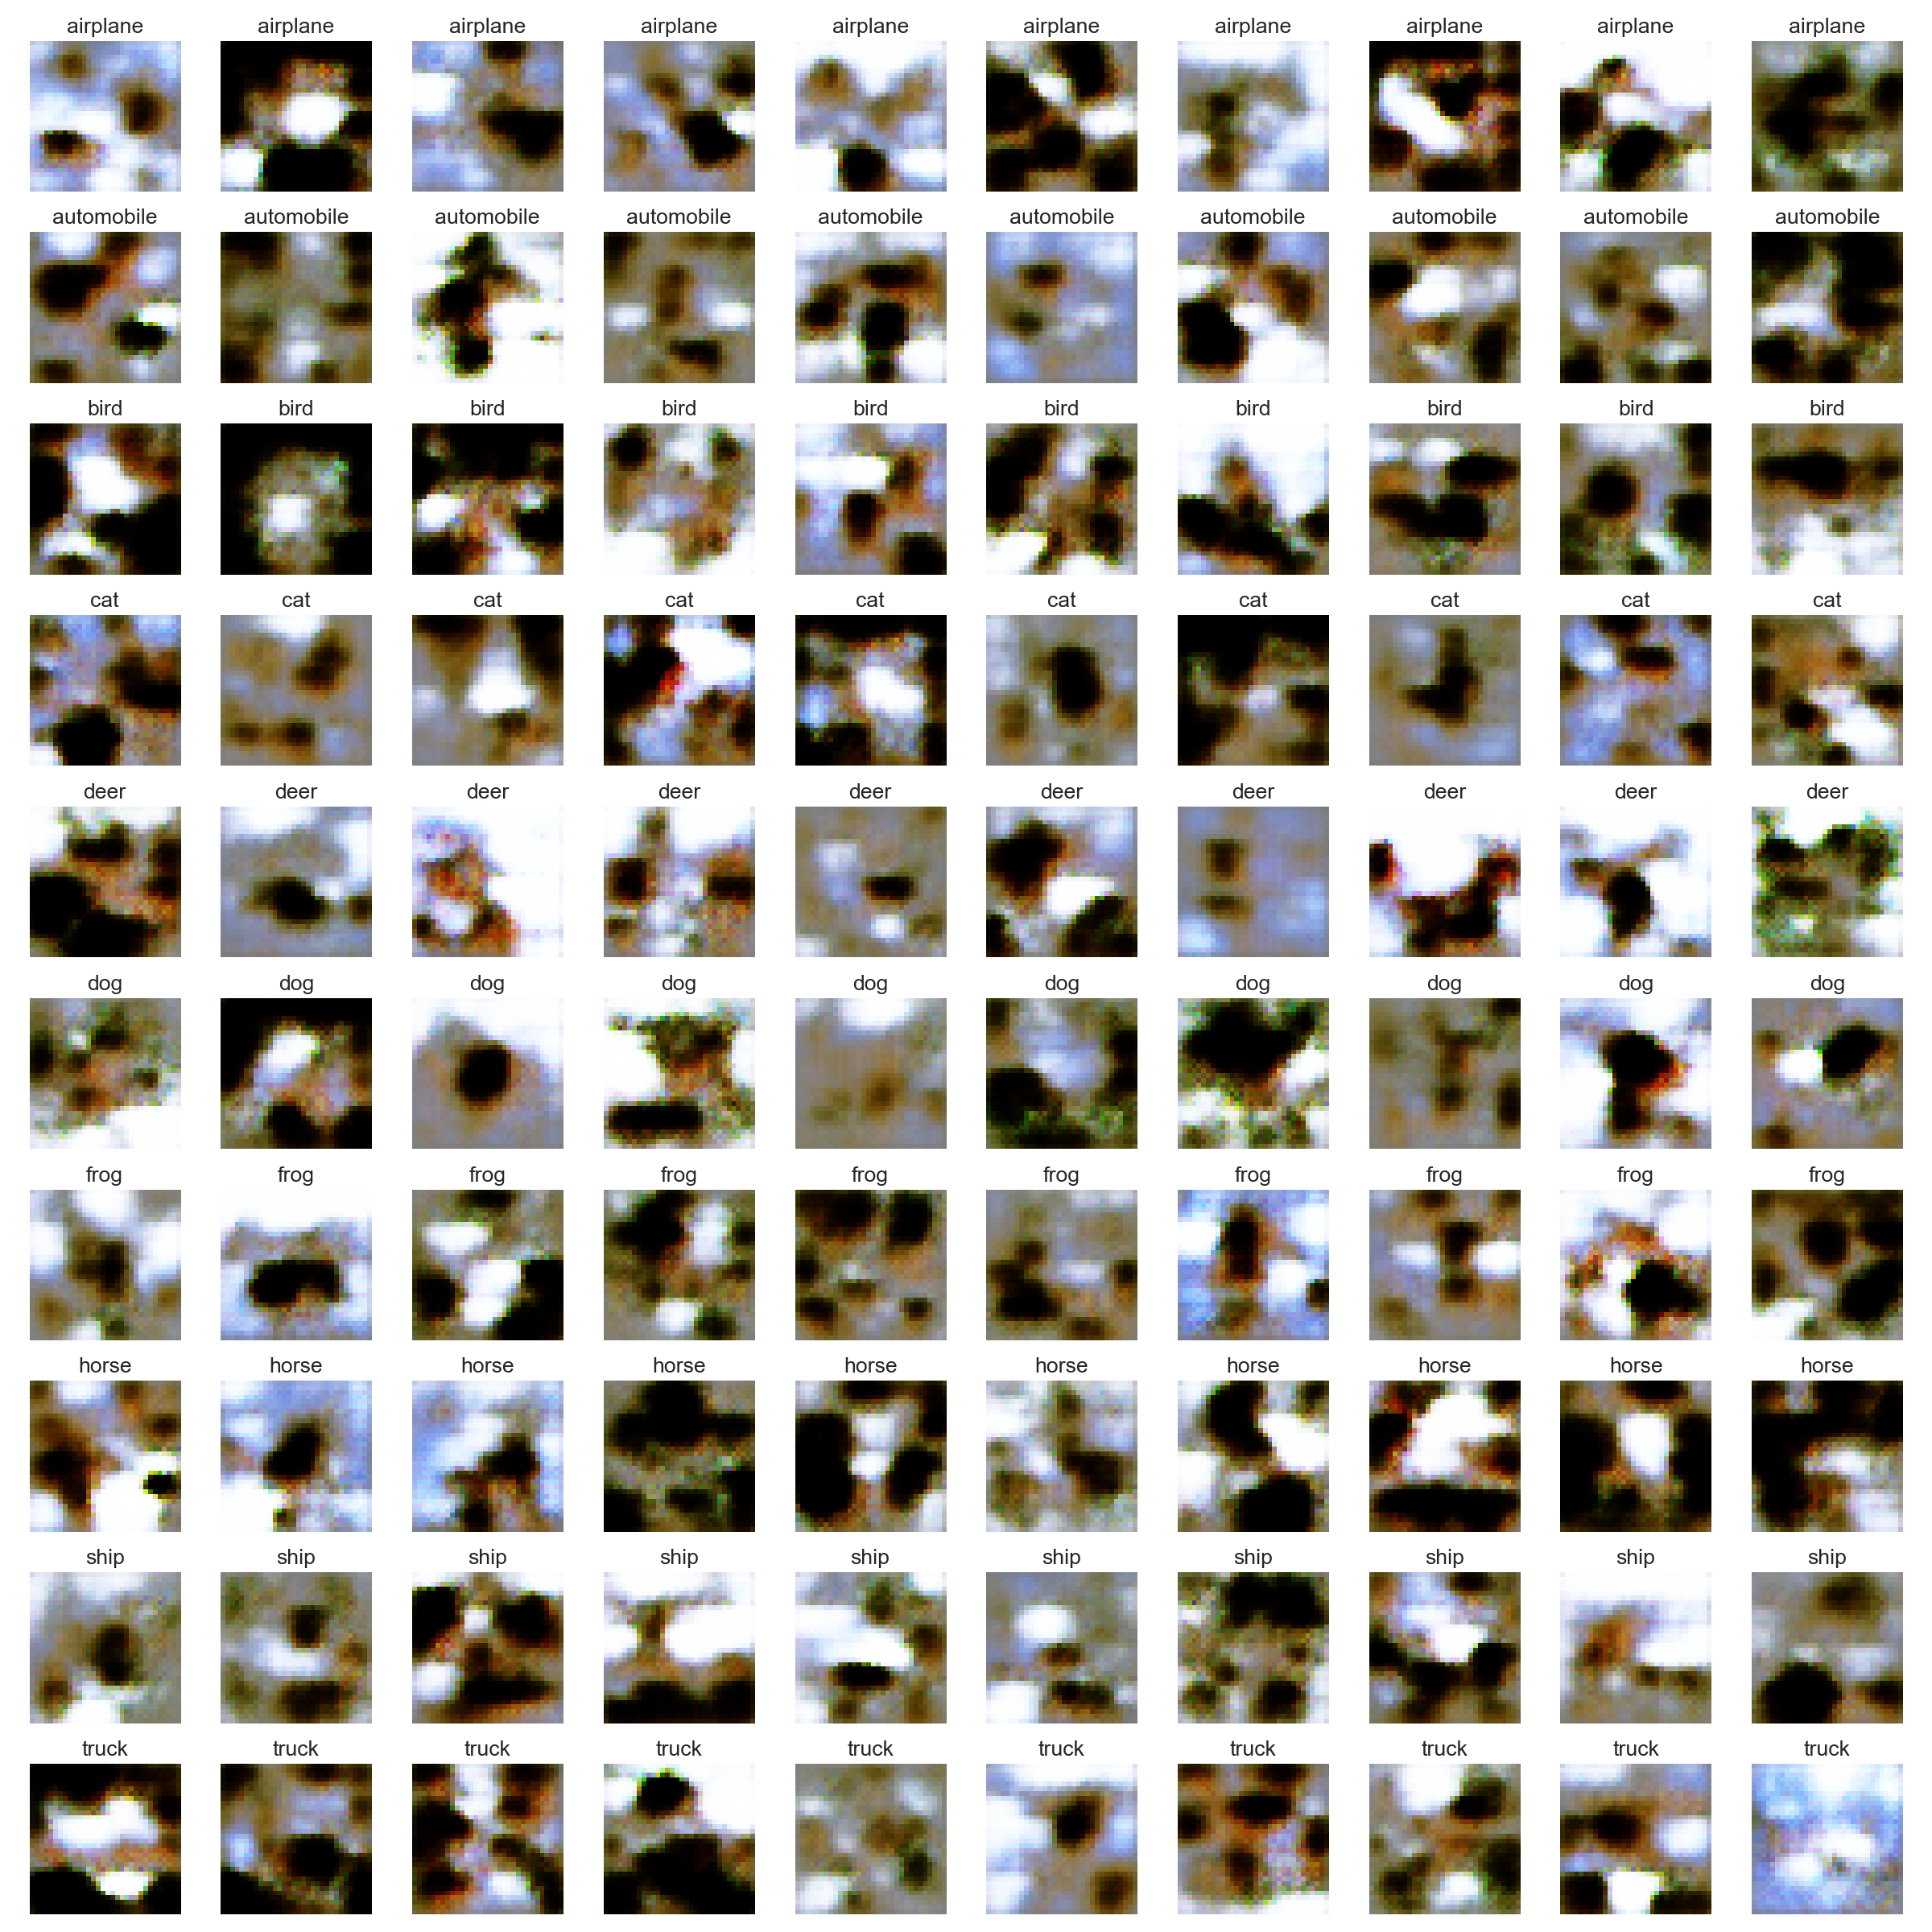 airplane airplane airplane airplane airplane airplane airplane airplane airplane airplane
automobile automobile automobile automobile automobile automobile automobile automobile automobile automobile
bird bird bird bird bird bird bird bird bird bird
cat cat cat cat cat cat cat cat cat cat
deer deer deer deer deer deer deer deer deer deer
dog dog dog dog dog dog dog dog dog dog
frog frog frog frog frog frog frog frog frog frog
horse horse horse horse horse horse horse horse horse horse
ship ship ship ship ship ship ship ship ship ship
truck truck truck truck truck truck truck truck truck truck